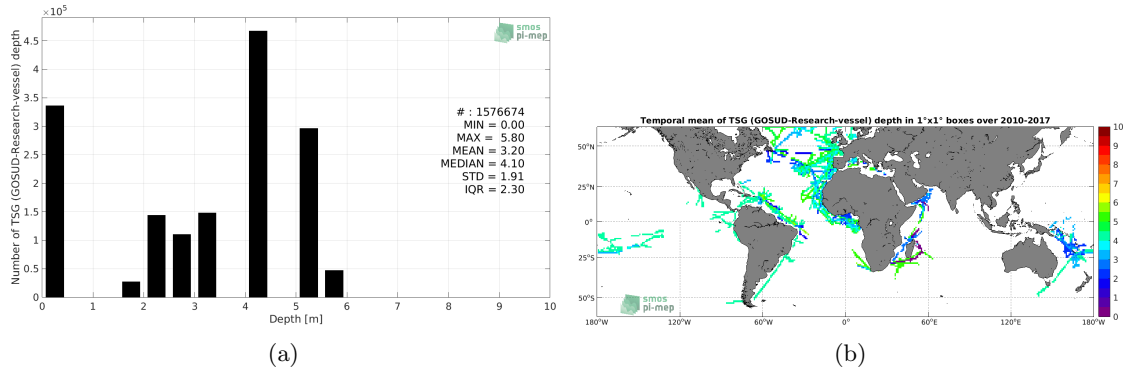 ×10⁵
4.5
4
3.5
3
2.5
2
1.5
1
0.5
0
Number of TSG (GOSUD-Research-vessel) depth
smos
pi-mep
# : 1576674
MIN = 0.00
MAX = 5.80
MEAN = 3.20
MEDIAN = 4.10
STD = 1.91
IQR = 2.30
0 1 2 3 4 5 6 7 8 9 10
Depth [m]
(a)
Temporal mean of TSG (GOSUD-Research-vessel) depth in 1°x1° boxes over 2010-2017
50°N
25°N
0°
25°S
50°S
smos
pi-mep
180°W 120°W 60°W 0° 60°E 120°E 180°W
10
9
8
7
6
5
4
3
2
1
0
(b)